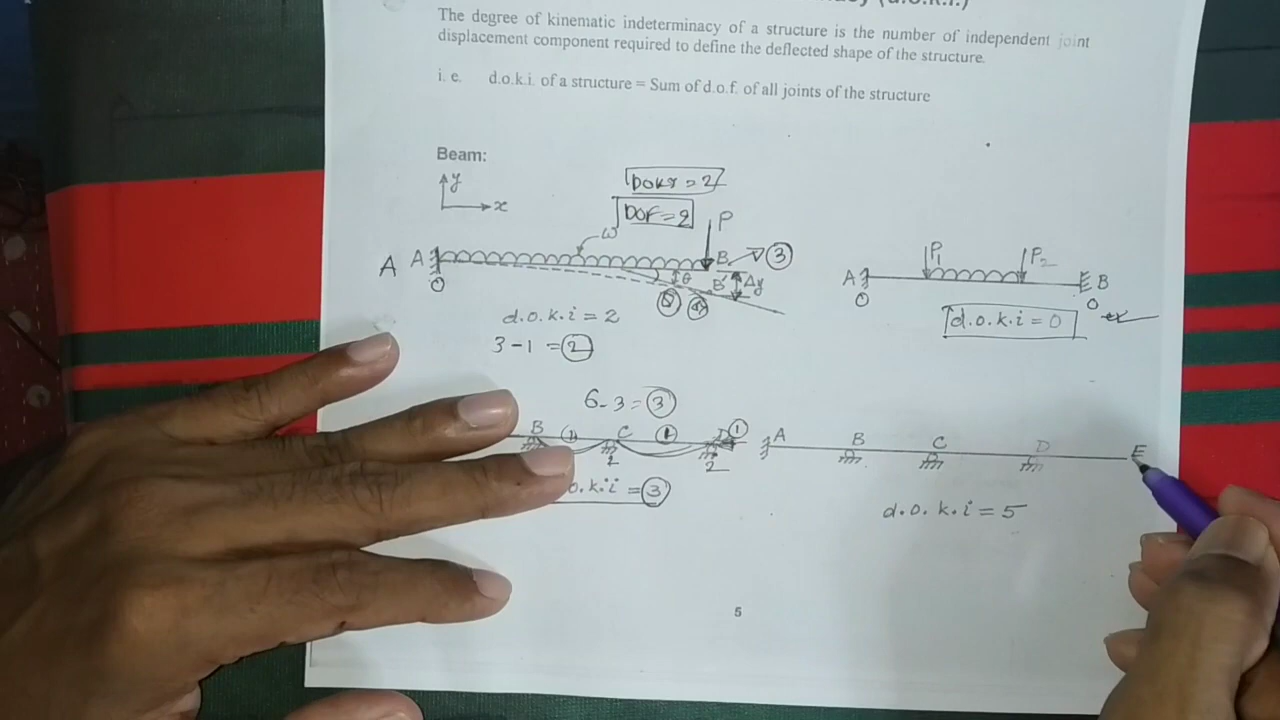 The degree of kinematic indeterminacy of a structure is the number of independent joint
displacement component required to define the deflected shape of the structure.
i. e. d.o.k.i. of a structure = Sum of d.o.f. of all joints of the structure
Beam:
y
x
DOKI = 2
DOF = 2
P
ω
A A B 3
θ B' Δy
0
d.o.k.i = 2
3 - 1 = 2
P1 P2
A B
0 0
d.o.k.i = 0
6 - 3 = 3
B 1 C 1 D 1
2 2
o.k.i = 3
A B C D E
d.o.k.i = 5
5